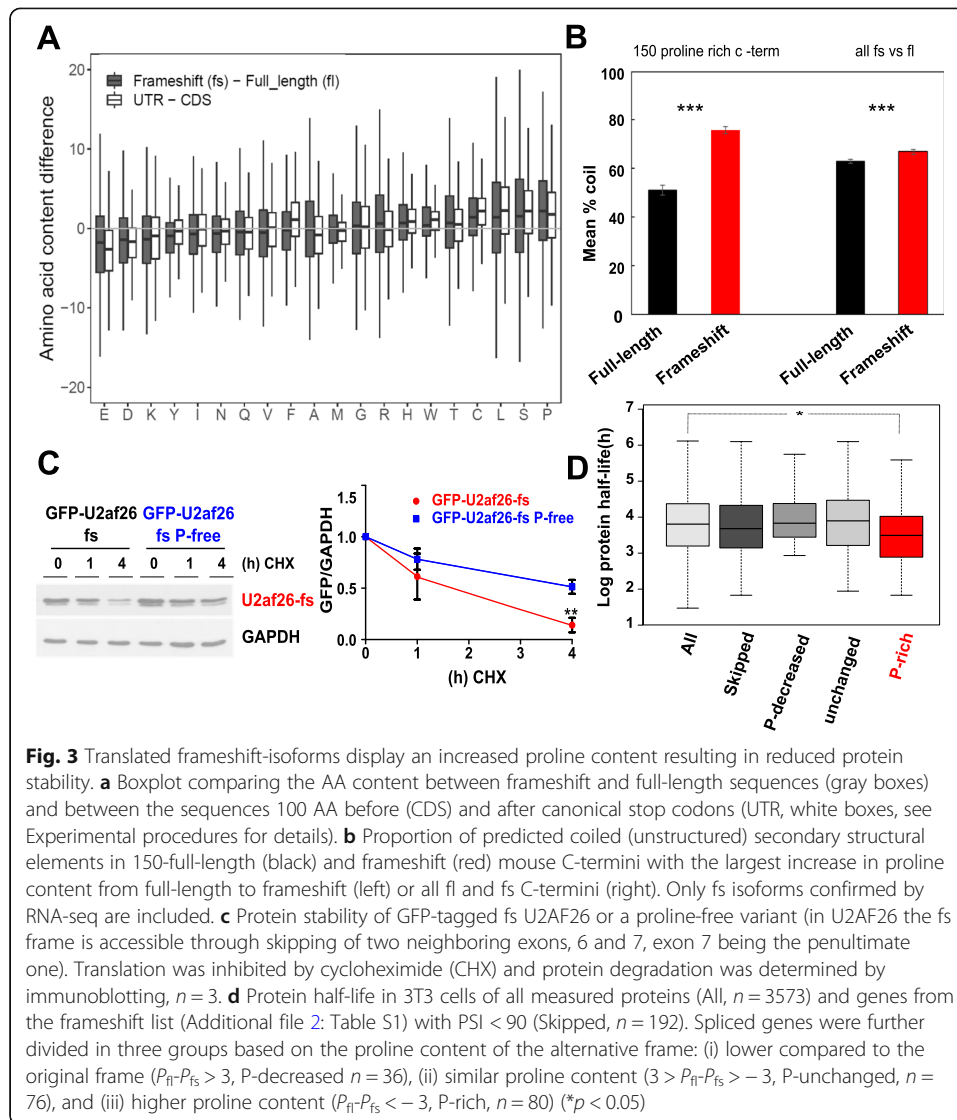 A
20
10
0
−10
−20
Amino acid content difference
Frameshift (fs) − Full_length (fl)
UTR − CDS
E D K Y I N Q V F A M G R H W T C L S P
B
150 proline rich c -term
all fs vs fl
100
80
60
40
20
0
Mean % coil
***
***
Full-length
Frameshift
Full-length
Frameshift
C
GFP-U2af26 GFP-U2af26
fs fs P-free
0 1 4 0 1 4 (h) CHX
U2af26-fs
GAPDH
GFP/GAPDH
1.5
1.0
0.5
0.0
0 1 2 3 4
(h) CHX
GFP-U2af26-fs
GFP-U2af26-fs P-free
**
D
Log protein half-life(h)
7
6
5
4
3
2
1
*
All
Skipped
P-decreased
unchanged
P-rich
Fig. 3 Translated frameshift-isoforms display an increased proline content resulting in reduced protein
stability. a Boxplot comparing the AA content between frameshift and full-length sequences (gray boxes)
and between the sequences 100 AA before (CDS) and after canonical stop codons (UTR, white boxes, see
Experimental procedures for details). b Proportion of predicted coiled (unstructured) secondary structural
elements in 150-full-length (black) and frameshift (red) mouse C-termini with the largest increase in proline
content from full-length to frameshift (left) or all fl and fs C-termini (right). Only fs isoforms confirmed by
RNA-seq are included. c Protein stability of GFP-tagged fs U2AF26 or a proline-free variant (in U2AF26 the fs
frame is accessible through skipping of two neighboring exons, 6 and 7, exon 7 being the penultimate
one). Translation was inhibited by cycloheximide (CHX) and protein degradation was determined by
immunoblotting, n = 3. d Protein half-life in 3T3 cells of all measured proteins (All, n = 3573) and genes from
the frameshift list (Additional file 2: Table S1) with PSI < 90 (Skipped, n = 192). Spliced genes were further
divided in three groups based on the proline content of the alternative frame: (i) lower compared to the
original frame (Pfl-Pfs > 3, P-decreased n = 36), (ii) similar proline content (3 > Pfl-Pfs > − 3, P-unchanged, n =
76), and (iii) higher proline content (Pfl-Pfs < − 3, P-rich, n = 80) (*p < 0.05)